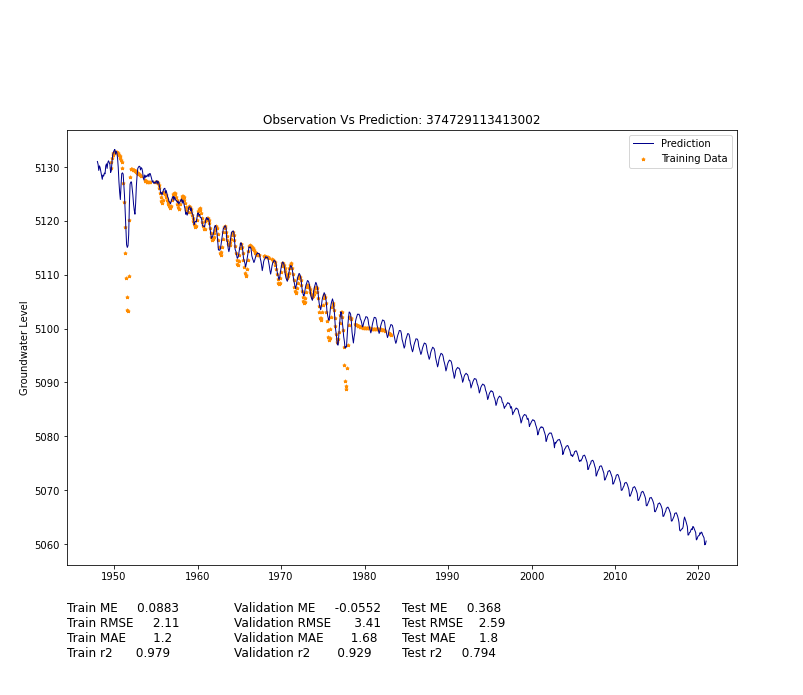 Observation Vs Prediction: 374729113413002
Prediction
Training Data
Groundwater Level
5130
5120
5110
5100
5090
5080
5070
5060
1950 1960 1970 1980 1990 2000 2010 2020
Train ME 0.0883 Validation ME -0.0552 Test ME 0.368
Train RMSE 2.11 Validation RMSE 3.41 Test RMSE 2.59
Train MAE 1.2 Validation MAE 1.68 Test MAE 1.8
Train r2 0.979 Validation r2 0.929 Test r2 0.794